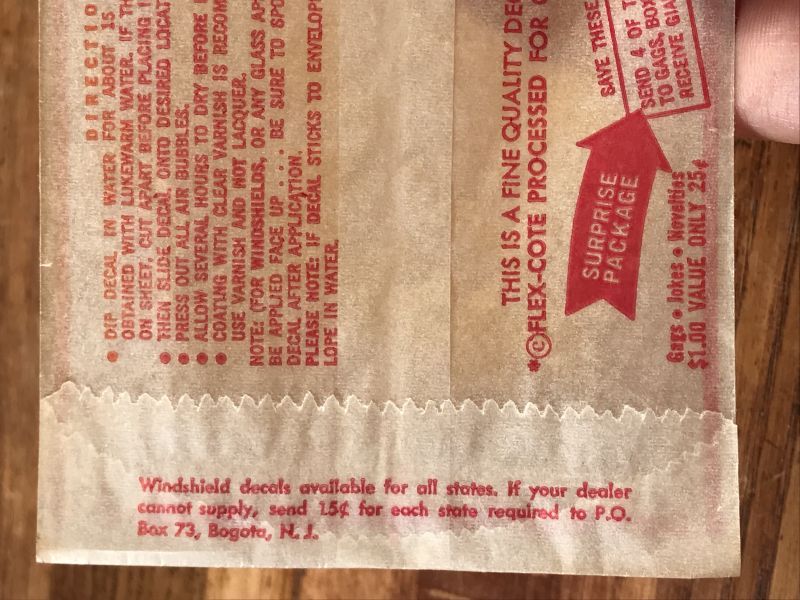 DIRECTIO
• DIP DECAL IN WATER FOR ABOUT 15
OBTAINED WITH LUKEWARM WATER. IF TH
ON SHEET, CUT APART BEFORE PLACING I
• THEN SLIDE DECAL ONTO DESIRED LOCAT
• PRESS OUT ALL AIR BUBBLES.
• ALLOW SEVERAL HOURS TO DRY BEFORE
• COATING WITH CLEAR VARNISH IS RECOM
USE VARNISH AND NOT LACQUER.
NOTE: (FOR WINDSHIELDS, OR ANY GLASS AP
BE APPLIED FACE UP . . . BE SURE TO SPO
DECAL AFTER APPLICATION.
PLEASE NOTE: IF DECAL STICKS TO ENVELOP
LOPE IN WATER.
THIS IS A FINE QUALITY DEC
*©FLEX-COTE PROCESSED FOR
SURPRISE
PACKAGE
SAVE THESE
SEND 4 OF T
TO GAGS, BOX
RECEIVE GIA
Gags • Jokes • Novelties
$1.00 VALUE ONLY 25¢
Windshield decals available for all states. If your dealer
cannot supply, send 15¢ for each state required to P.O.
Box 73, Bogota, N. J.